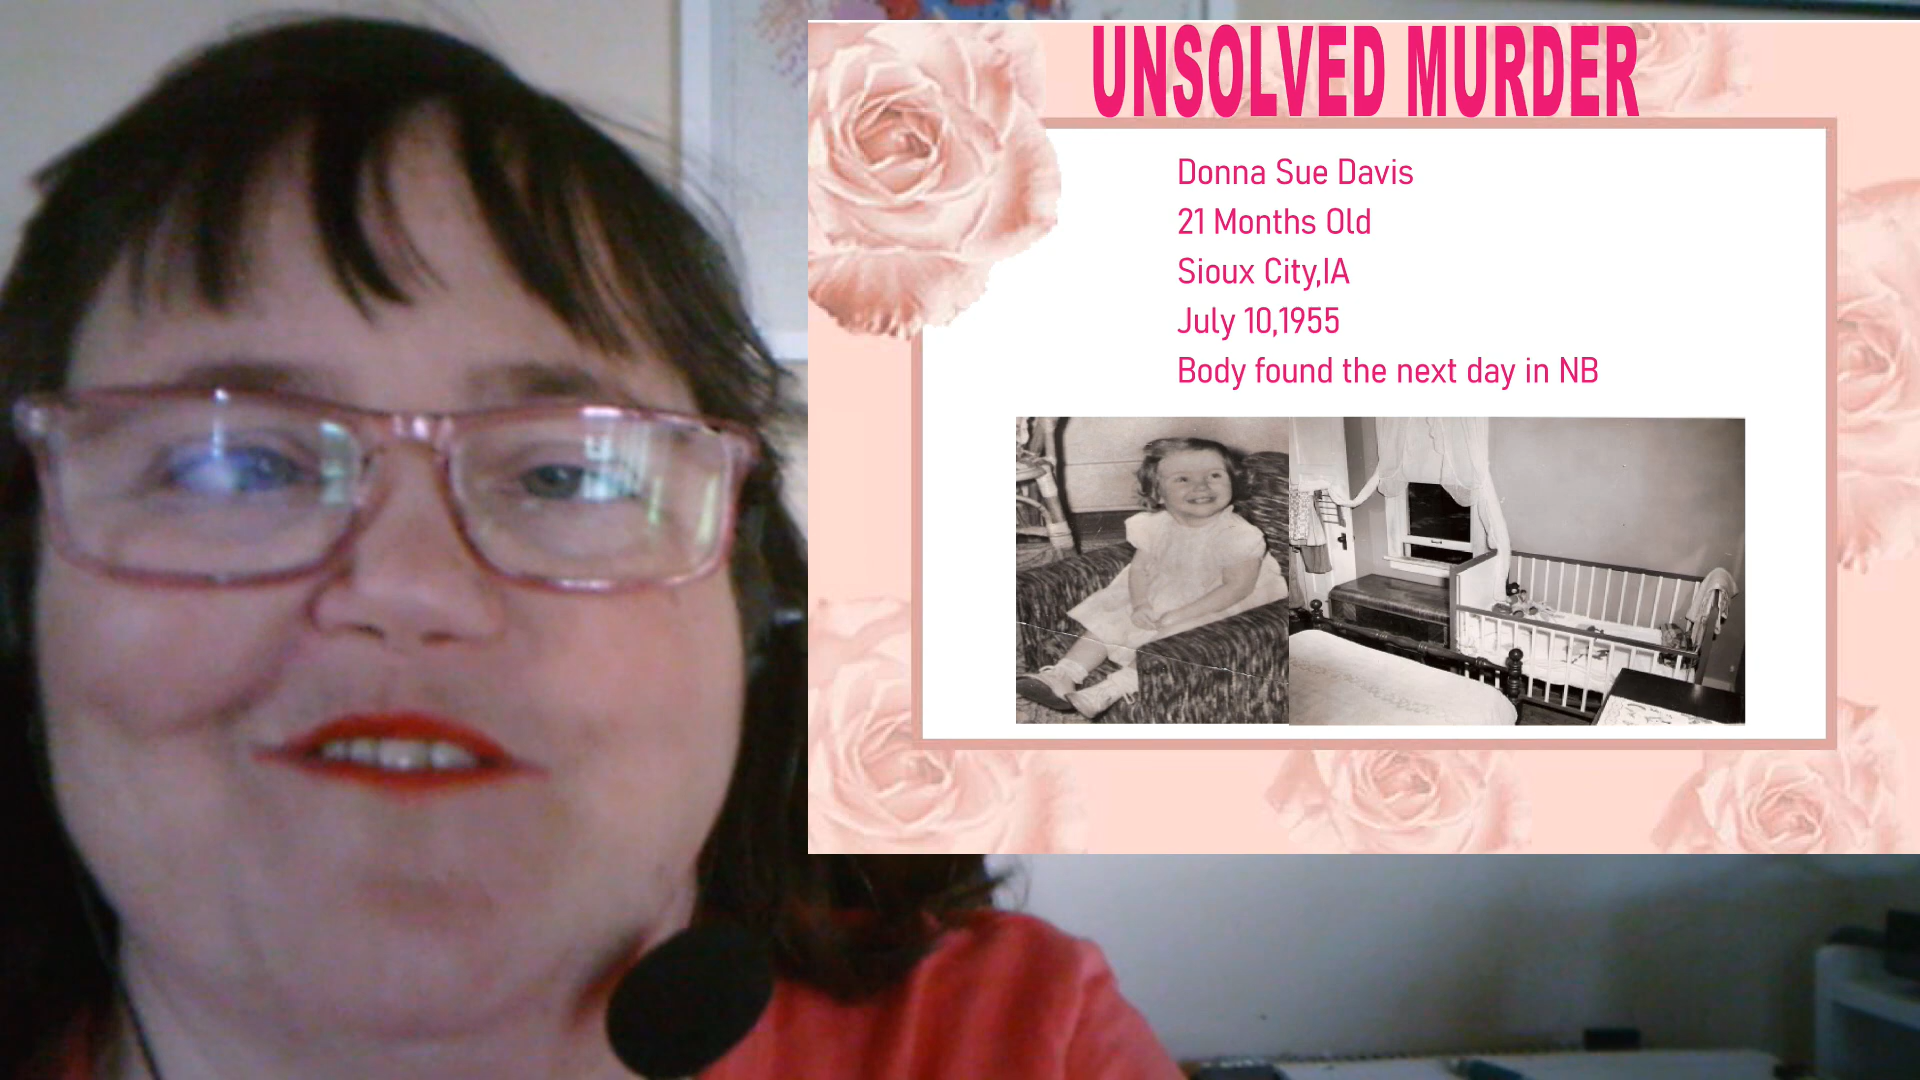 UNSOLVED MURDER
Donna Sue Davis
21 Months Old
Sioux City,IA
July 10,1955
Body found the next day in NB